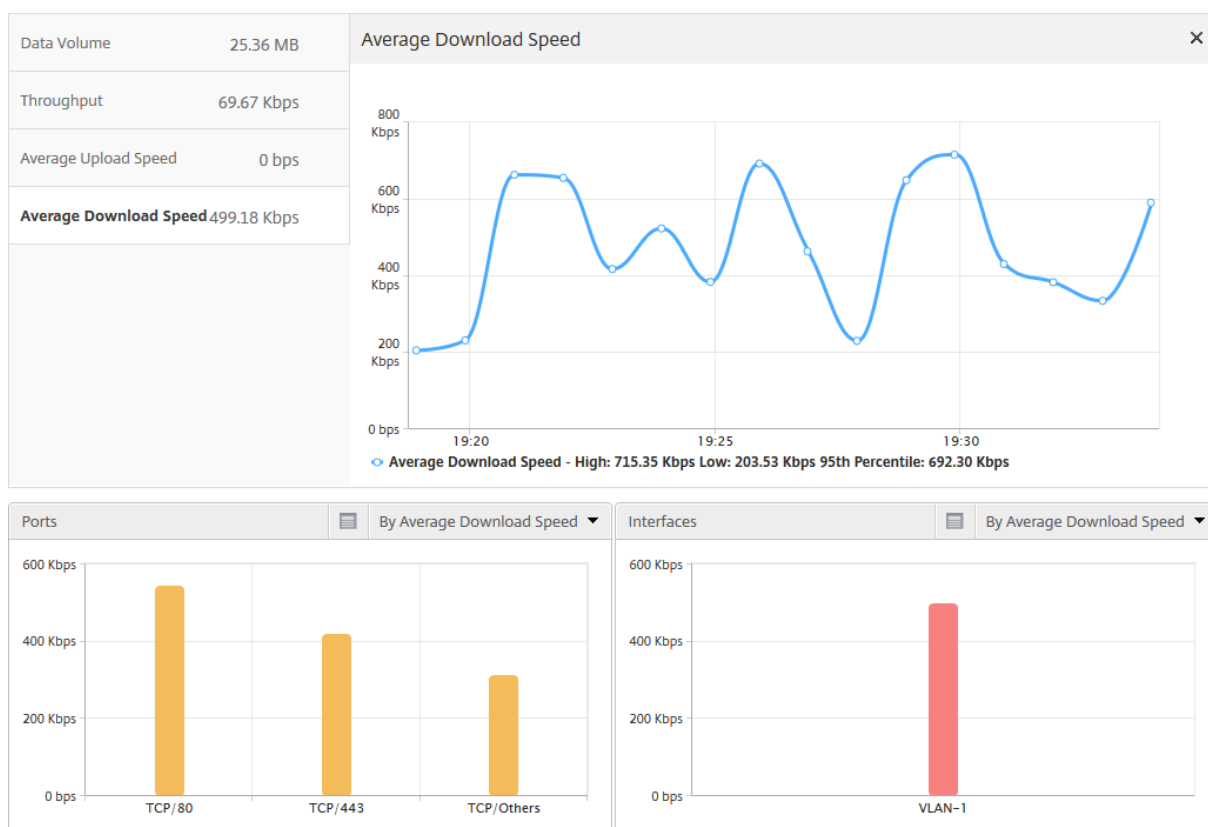 Data Volume 25.36 MB
Throughput 69.67 Kbps
Average Upload Speed 0 bps
Average Download Speed 499.18 Kbps
Average Download Speed ×
800
Kbps
600
Kbps
400
Kbps
200
Kbps
0 bps
19:20 19:25 19:30
Average Download Speed - High: 715.35 Kbps Low: 203.53 Kbps 95th Percentile: 692.30 Kbps
Ports By Average Download Speed
600 Kbps
400 Kbps
200 Kbps
0 bps
TCP/80 TCP/443 TCP/Others
Interfaces By Average Download Speed
600 Kbps
400 Kbps
200 Kbps
0 bps
VLAN-1